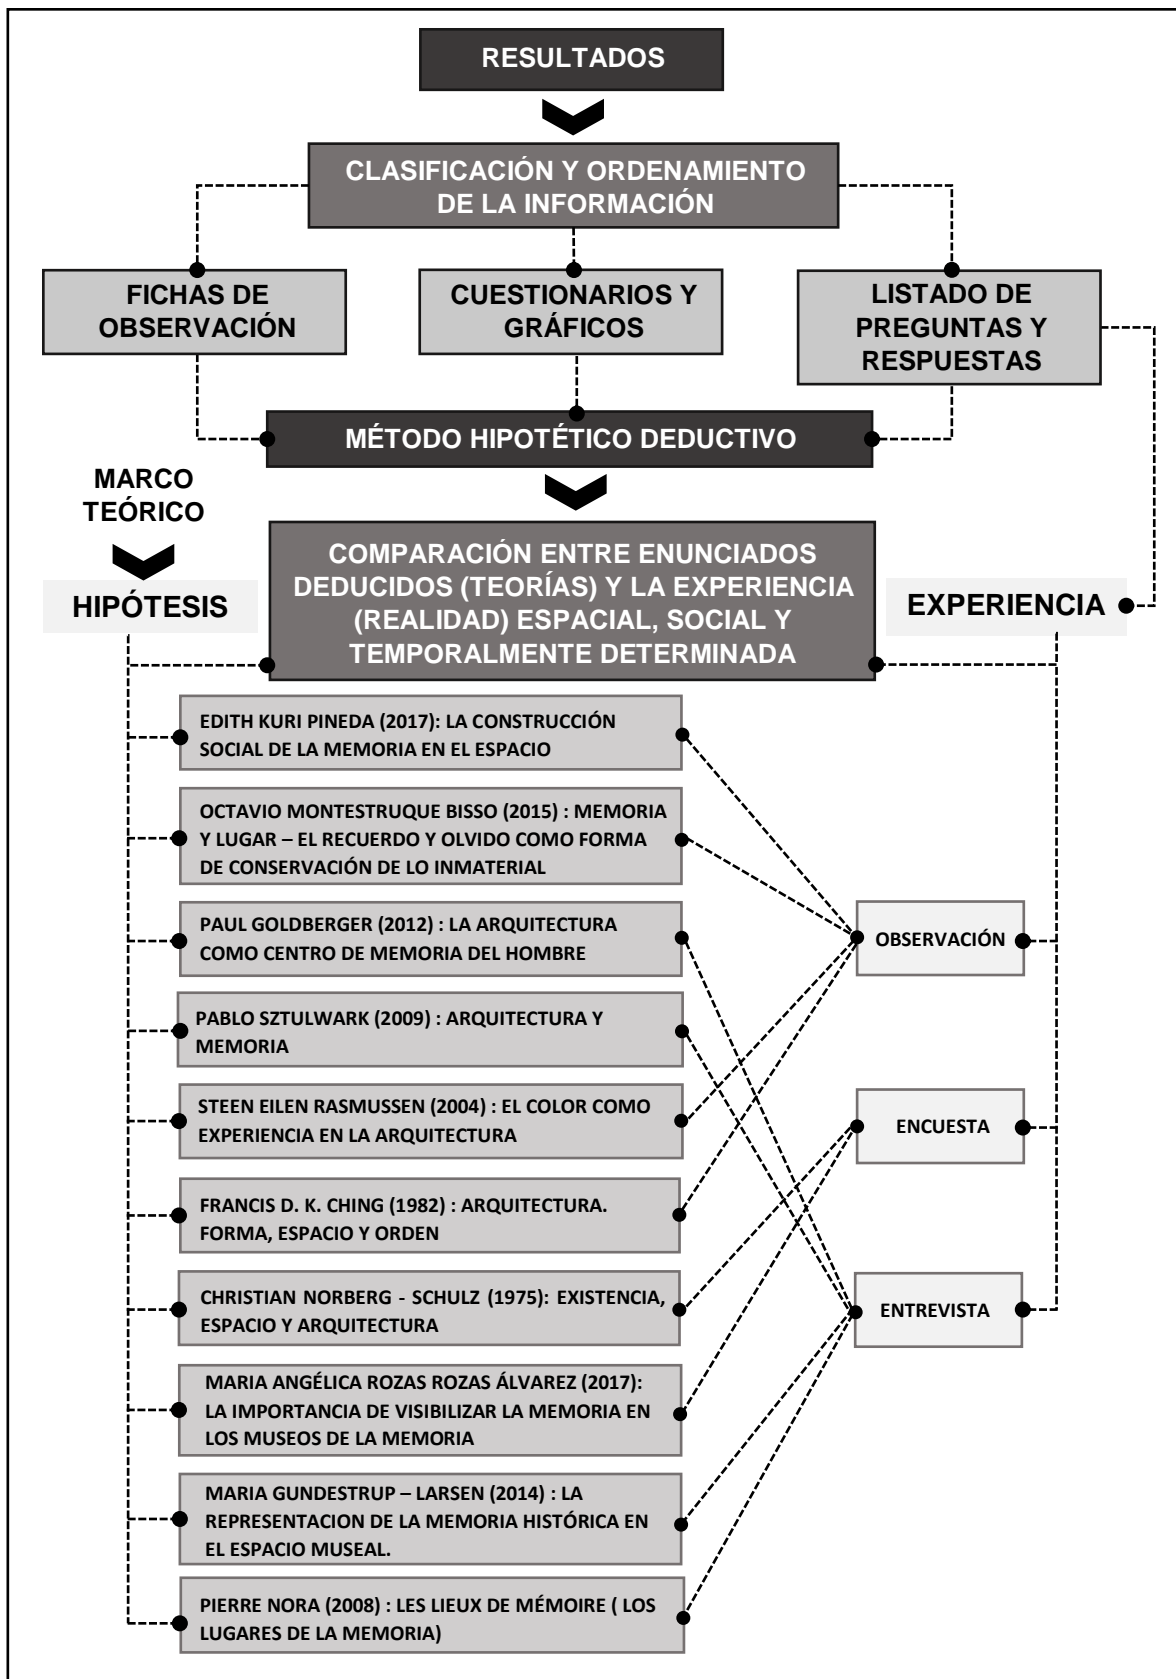 RESULTADOS
CLASIFICACIÓN Y ORDENAMIENTO
DE LA INFORMACIÓN
FICHAS DE
OBSERVACIÓN
CUESTIONARIOS Y
GRÁFICOS
LISTADO DE
PREGUNTAS Y
RESPUESTAS
MÉTODO HIPOTÉTICO DEDUCTIVO
MARCO
TEÓRICO
HIPÓTESIS
COMPARACIÓN ENTRE ENUNCIADOS
DEDUCIDOS (TEORÍAS) Y LA EXPERIENCIA
(REALIDAD) ESPACIAL, SOCIAL Y
TEMPORALMENTE DETERMINADA
EXPERIENCIA
EDITH KURI PINEDA (2017): LA CONSTRUCCIÓN
SOCIAL DE LA MEMORIA EN EL ESPACIO
OCTAVIO MONTESTRUQUE BISSO (2015) : MEMORIA
Y LUGAR – EL RECUERDO Y OLVIDO COMO FORMA
DE CONSERVACIÓN DE LO INMATERIAL
PAUL GOLDBERGER (2012) : LA ARQUITECTURA
COMO CENTRO DE MEMORIA DEL HOMBRE
PABLO SZTULWARK (2009) : ARQUITECTURA Y
MEMORIA
STEEN EILEN RASMUSSEN (2004) : EL COLOR COMO
EXPERIENCIA EN LA ARQUITECTURA
FRANCIS D. K. CHING (1982) : ARQUITECTURA.
FORMA, ESPACIO Y ORDEN
CHRISTIAN NORBERG - SCHULZ (1975): EXISTENCIA,
ESPACIO Y ARQUITECTURA
MARIA ANGÉLICA ROZAS ROZAS ÁLVAREZ (2017):
LA IMPORTANCIA DE VISIBILIZAR LA MEMORIA EN
LOS MUSEOS DE LA MEMORIA
MARIA GUNDESTRUP – LARSEN (2014) : LA
REPRESENTACION DE LA MEMORIA HISTÓRICA EN
EL ESPACIO MUSEAL.
PIERRE NORA (2008) : LES LIEUX DE MÉMOIRE ( LOS
LUGARES DE LA MEMORIA)
OBSERVACIÓN
ENCUESTA
ENTREVISTA